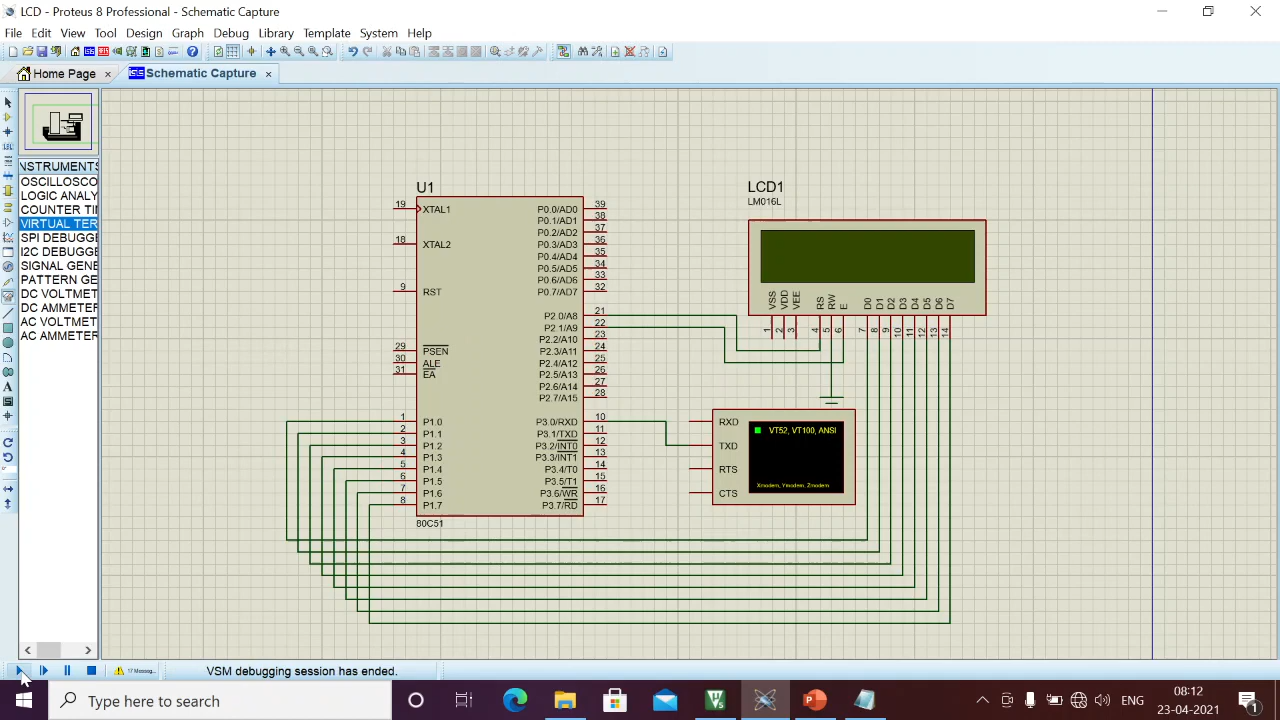 LCD - Proteus 8 Professional - Schematic Capture
File Edit View Tool Design Graph Debug Library Template System Help
Home Page × Schematic Capture ×
NSTRUMENTS
OSCILLOSCO
LOGIC ANALY
COUNTER TI
VIRTUAL TER
SPI DEBUGGE
I2C DEBUGGE
SIGNAL GENE
PATTERN GE
DC VOLTMET
DC AMMETER
AC VOLTMET
AC AMMETER
U1
19 XTAL1
18 XTAL2
9 RST
29 PSEN
30 ALE
31 EA
1 P1.0
2 P1.1
3 P1.2
4 P1.3
5 P1.4
6 P1.5
7 P1.6
8 P1.7
P0.0/AD0 39
P0.1/AD1 38
P0.2/AD2 37
P0.3/AD3 36
P0.4/AD4 35
P0.5/AD5 34
P0.6/AD6 33
P0.7/AD7 32
P2.0/A8 21
P2.1/A9 22
P2.2/A10 23
P2.3/A11 24
P2.4/A12 25
P2.5/A13 26
P2.6/A14 27
P2.7/A15 28
P3.0/RXD 10
P3.1/TXD 11
P3.2/INT0 12
P3.3/INT1 13
P3.4/T0 14
P3.5/T1 15
P3.6/WR 16
P3.7/RD 17
80C51
LCD1
LM016L
VSS VDD VEE RS RW E D0 D1 D2 D3 D4 D5 D6 D7
1 2 3 4 5 6 7 8 9 10 11 12 13 14
RXD
TXD
RTS
CTS
VT52, VT100, ANSI
Xmodem, Ymodem, Zmodem
17 Messag...
VSM debugging session has ended.
Type here to search
ENG
08:12
23-04-2021
1